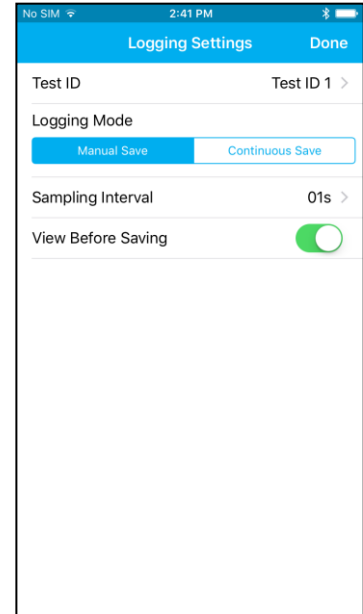 No SIM 2:41 PM
Logging Settings Done
Test ID Test ID 1 >
Logging Mode
Manual Save Continuous Save
Sampling Interval 01s >
View Before Saving